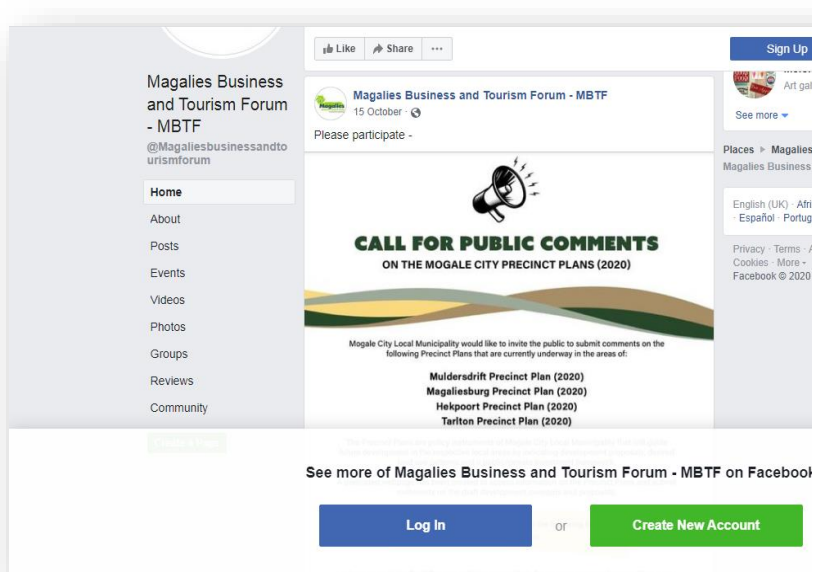 Magalies Business
and Tourism Forum
- MBTF
@Magaliesbusinessandto
urismforum
Home
About
Posts
Events
Videos
Photos
Groups
Reviews
Community
Create a Page
Like
Share
Magalies Business and Tourism Forum - MBTF
15 October ·
Please participate -
CALL FOR PUBLIC COMMENTS
ON THE MOGALE CITY PRECINCT PLANS (2020)
Mogale City Local Municipality would like to invite the public to submit comments on the
following Precinct Plans that are currently underway in the areas of:
Muldersdrift Precinct Plan (2020)
Magaliesburg Precinct Plan (2020)
Hekpoort Precinct Plan (2020)
Tarlton Precinct Plan (2020)
Sign Up
Art gal
See more
Places
Magalies
Magalies Business
English (UK) · Afri
· Español · Portug
Privacy · Terms · A
Cookies · More
Facebook © 2020
See more of Magalies Business and Tourism Forum - MBTF on Facebook
Log In
or
Create New Account